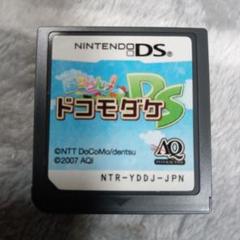 NINTENDO DS
ドコモダケ
DS
©NTT DoCoMo/dentsu
©2007 AQI
AQ
NTR-YDDJ-JPN